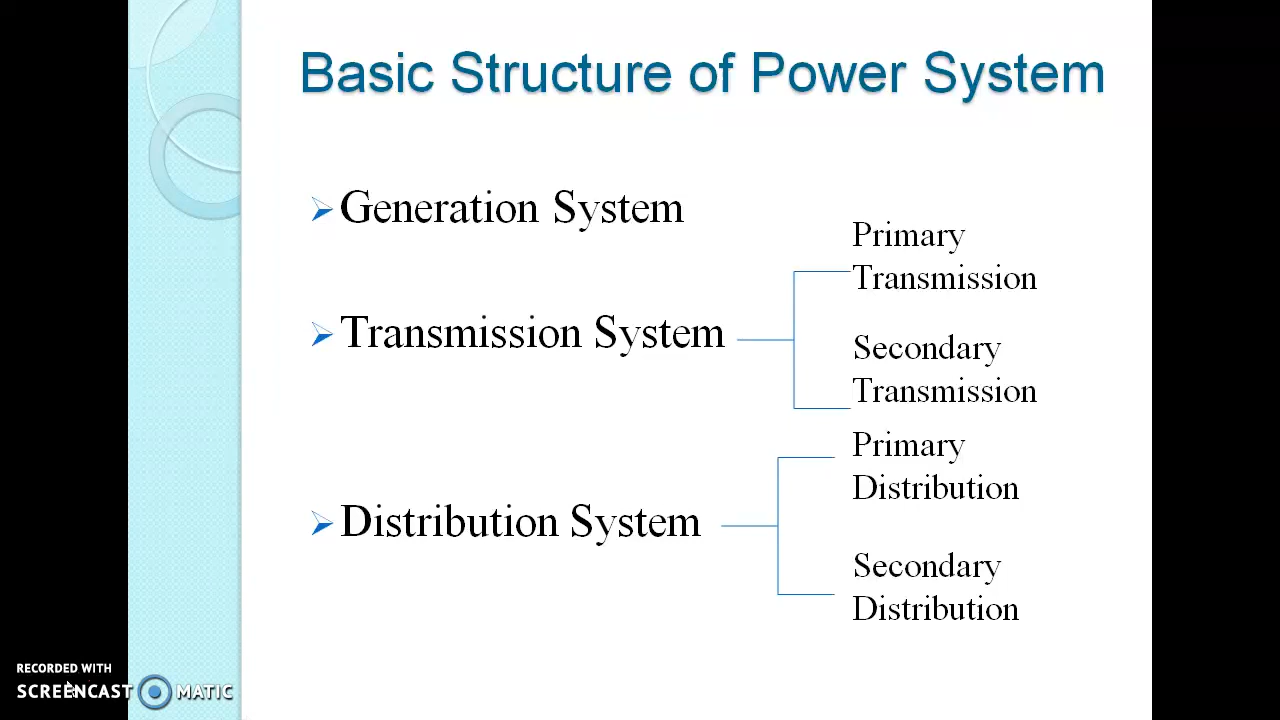 Basic Structure of Power System
Generation System
Primary
Transmission
Transmission System
Secondary
Transmission
Primary
Distribution
Distribution System
Secondary
Distribution
RECORDED WITH
SCREENCAST MATIC